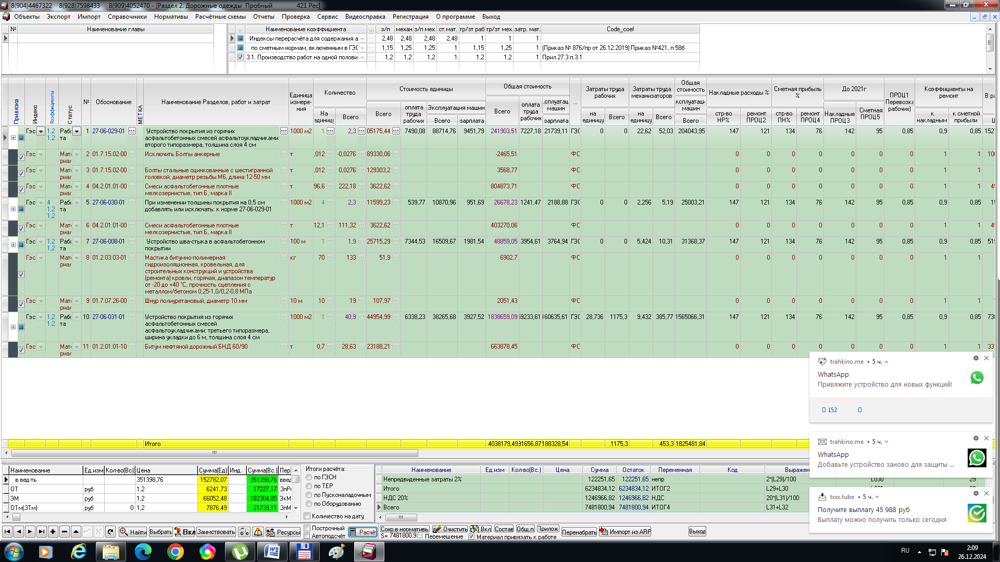 8(904)4467322    8(928)7598433    8(909)4052470 - [Раздел 2. Дорожные одежды  Пробный    421 Рес]
Объекты Экспорт Импорт Справочники Нормативы Расчётные схемы Отчеты Проверка Сервис Видеосправка Регистрация О программе Выход
№ Наименование главы
.. Наименование коэффициента ... з/п механ з/п мех. ст.мат. тр/зт раб тр/зт мех. затр. мат. Code_coef
Индексы перерасчёта для содержания а 2,48 2,48 2,48 2,48 1 1 1
по сметным нормам, включенным в ГЭС 1,15 1,25 1,25 1 1,15 1,25 1 (Приказ № 876/пр от 26.12.2019) Приказ №421, п.58б
3.1. Производство работ на одной полови 1,2 1,2 1,2 1 1,2 1,2 1 Прил.27.3 п.3.1
Привязка Индекс Коэффициенты Статус № Обоснование МЕТКА Наименование Разделов, работ и затрат Единица измере-ния
Количество На единицу Всего
Стоимость единицы Всего оплата труда рабочих Эксплуатация машин Всего зарплата
Общая стоимость Всего оплата труда рабочих .сплуатац машин зарплата ...
Затраты труда рабочих на единицу Всего
Затраты труда механизаторов на единицу Всего
Общая стоимость ксплуатаци машин Всего
Накладные расходы % стр-во НР% ремонт ПРОЦ2
Сметная прибыль % стр-во ПН% ремонт ПРОЦ4
До 2021г Накладные ПРОЦ3 Сметная ПРОЦ5
ПРОЦ1 Перевозка рабочих)
Коэффициенты на ремонт к накладным к сметной прибыли
Гэс 1,2 1,2 Рабо та 1 27-06-029-01 Устройство покрытия из горячих асфальтобетонных смесей асфальтоукладчиками второго типоразмера, толщина слоя 4 см 1000 м2 1 2,3 05175,44 7490,08 88714,76 9451,79 241903,51 7227,18 21739,11 ГЭС 0 0 22,62 52,03 204043,95 147 121 134 76 142 95 0,85 0,9 0,85 152
Гэс Мате риал 2 01.7.15.02-00 Исключить Болты анкерные т ,012 -0,0276 89330,06 -2465,51 ФС 0 0 0 0 0 0 0 1 1 100
Гэс Мате риал 3 01.7.15.02-00 Болты стальные оцинкованные с шестигранной головкой, диаметр резьбы М6, длина 12-50 мм т ,012 0,0276 129303,2 3568,77 ФС 0 0 0 0 0 0 0 1 1
Гэс Мате риал 4 04.2.01.01-00 Смеси асфальтобетонные плотные мелкозернистые, тип Б, марка II т 96,6 222,18 3622,62 804873,71 ФС 0 0 0 0 0 0 0 1 1
Гэс 4 1,2 1,2 Рабо та 5 27-06-030-01 При изменении толщины покрытия на 0,5 см добавлять или исключать: к норме 27-06-029-01 1000 м2 4 2,3 11599,23 539,77 10870,96 951,69 26678,23 1241,47 2188,88 ГЭС 0 0 2,256 5,19 25003,21 147 121 134 76 142 95 0,85 0,9 0,85
Гэс Мате риал 6 04.2.01.01-00 Смеси асфальтобетонные плотные мелкозернистые, тип Б, марка II т 12,1 111,32 3622,62 403270,06 ФС 0 0 0 0 0 0 0 1 1
Гэс 1,2 1,2 Рабо та 7 27-06-008-01 Устройство шва-стыка в асфальтобетонном покрытии 100 м 1 1,9 25715,29 7344,53 16509,67 1981,54 48859,05 3954,61 3764,94 ГЭС 0 0 5,424 10,31 31368,37 147 121 134 76 142 95 0,85 0,9 0,85
Гэс Мате риал 8 01.2.03.03-01 Мастика битумно-полимерная гидроизоляционная, кровельная, для строительных конструкций и устройства (ремонта) кровли, горячая, диапазон температур от -20 до +40 °С, прочность сцепления с металлом/бетоном 0,25-1,0/0,2-0,8 МПа кг 70 133 51,9 6902,7 ФС 0 0 0 0 0 0 0 1 1
Гэс Мате риал 9 01.7.07.26-00 Шнур полиуретановый, диаметр 10 мм 10 м 10 19 107,97 2051,43 ФС 0 0 0 0 0 0 0 1 1
Гэс 1,2 1,2 Рабо та 10 27-06-031-01 Устройство покрытия из горячих асфальтобетонных смесей асфальтоукладчиками: третьего типоразмера, ширина укладки до 6 м, толщина слоя 4 см 1000 м2 1 40,9 44954,99 6338,23 38265,68 3927,52 1838659,09 59233,61 160635,61 ГЭС 28,736 1175,3 9,432 385,77 1565066,31 147 121 134 76 142 95 0,85 0,9 0,85
Гэс Мате риал 11 01.2.01.01-10 Битум нефтяной дорожный БНД 60/90 т 0,7 28,63 23188,21 663878,45 ФС 0 0 0 0 0 0 0 1 1
trahkino.me • 5 ч.
WhatsApp
Привяжите устройство для новых функций!
152
Итого 4038179,49 1175,3 453,3 1825481,84
trahkino.me • 5 ч.
WhatsApp
Добавьте устройство заново для защиты ...
Наименование Ед.изм Кол-во(Вс) Цена Сумма(Ед) Инд. Сумма(Вс.) Пер
в вед-ть 351398,76 152782,07 351398,76 введ
ОТ руб 1,2 6241,73 17227,17 ЗпР
ЭМ руб 1,2 66052,48 182304,85 ЭкМ
ОТм(ЗТм) руб 0 1,2 7876,49 21739,11 ЗпМ
Итоги расчёта:
по ГЭСН
по ТЕР
по Пусконаладочным
по Оборудованию
Количество на дату
Наименование Ед.изм Кол-во(Вс.) Цена Сумма Остаток Переменная Код Выражен
Непредвиденные затраты 2% 122251,65 122251,65 непр 2*(L29)/100
Итого 6234834,12 6234834,12 ИТОГ2 L29+L30
НДС 20% 1246966,82 1246966,82 НДС 20*(L31)/100
Всего 7481800,94 7481800,94 ИТОГ4 L31+L32
txxx.tube • 5 ч.
Получите выплату 45 988 руб
Выплату можно получить только сегодня
Найти Выбрать Вкл Заимствовать Ресурсы
Построчный
Автоподсчёт
Расчёт
Сохр.в нормативы Очистить Вкл Состав Общ.п Прилож Перенабрать Импорт из АRP Выход
S= 7481800,9 Перемешение Материал привязать к работе
RU
2:09
26.12.2024